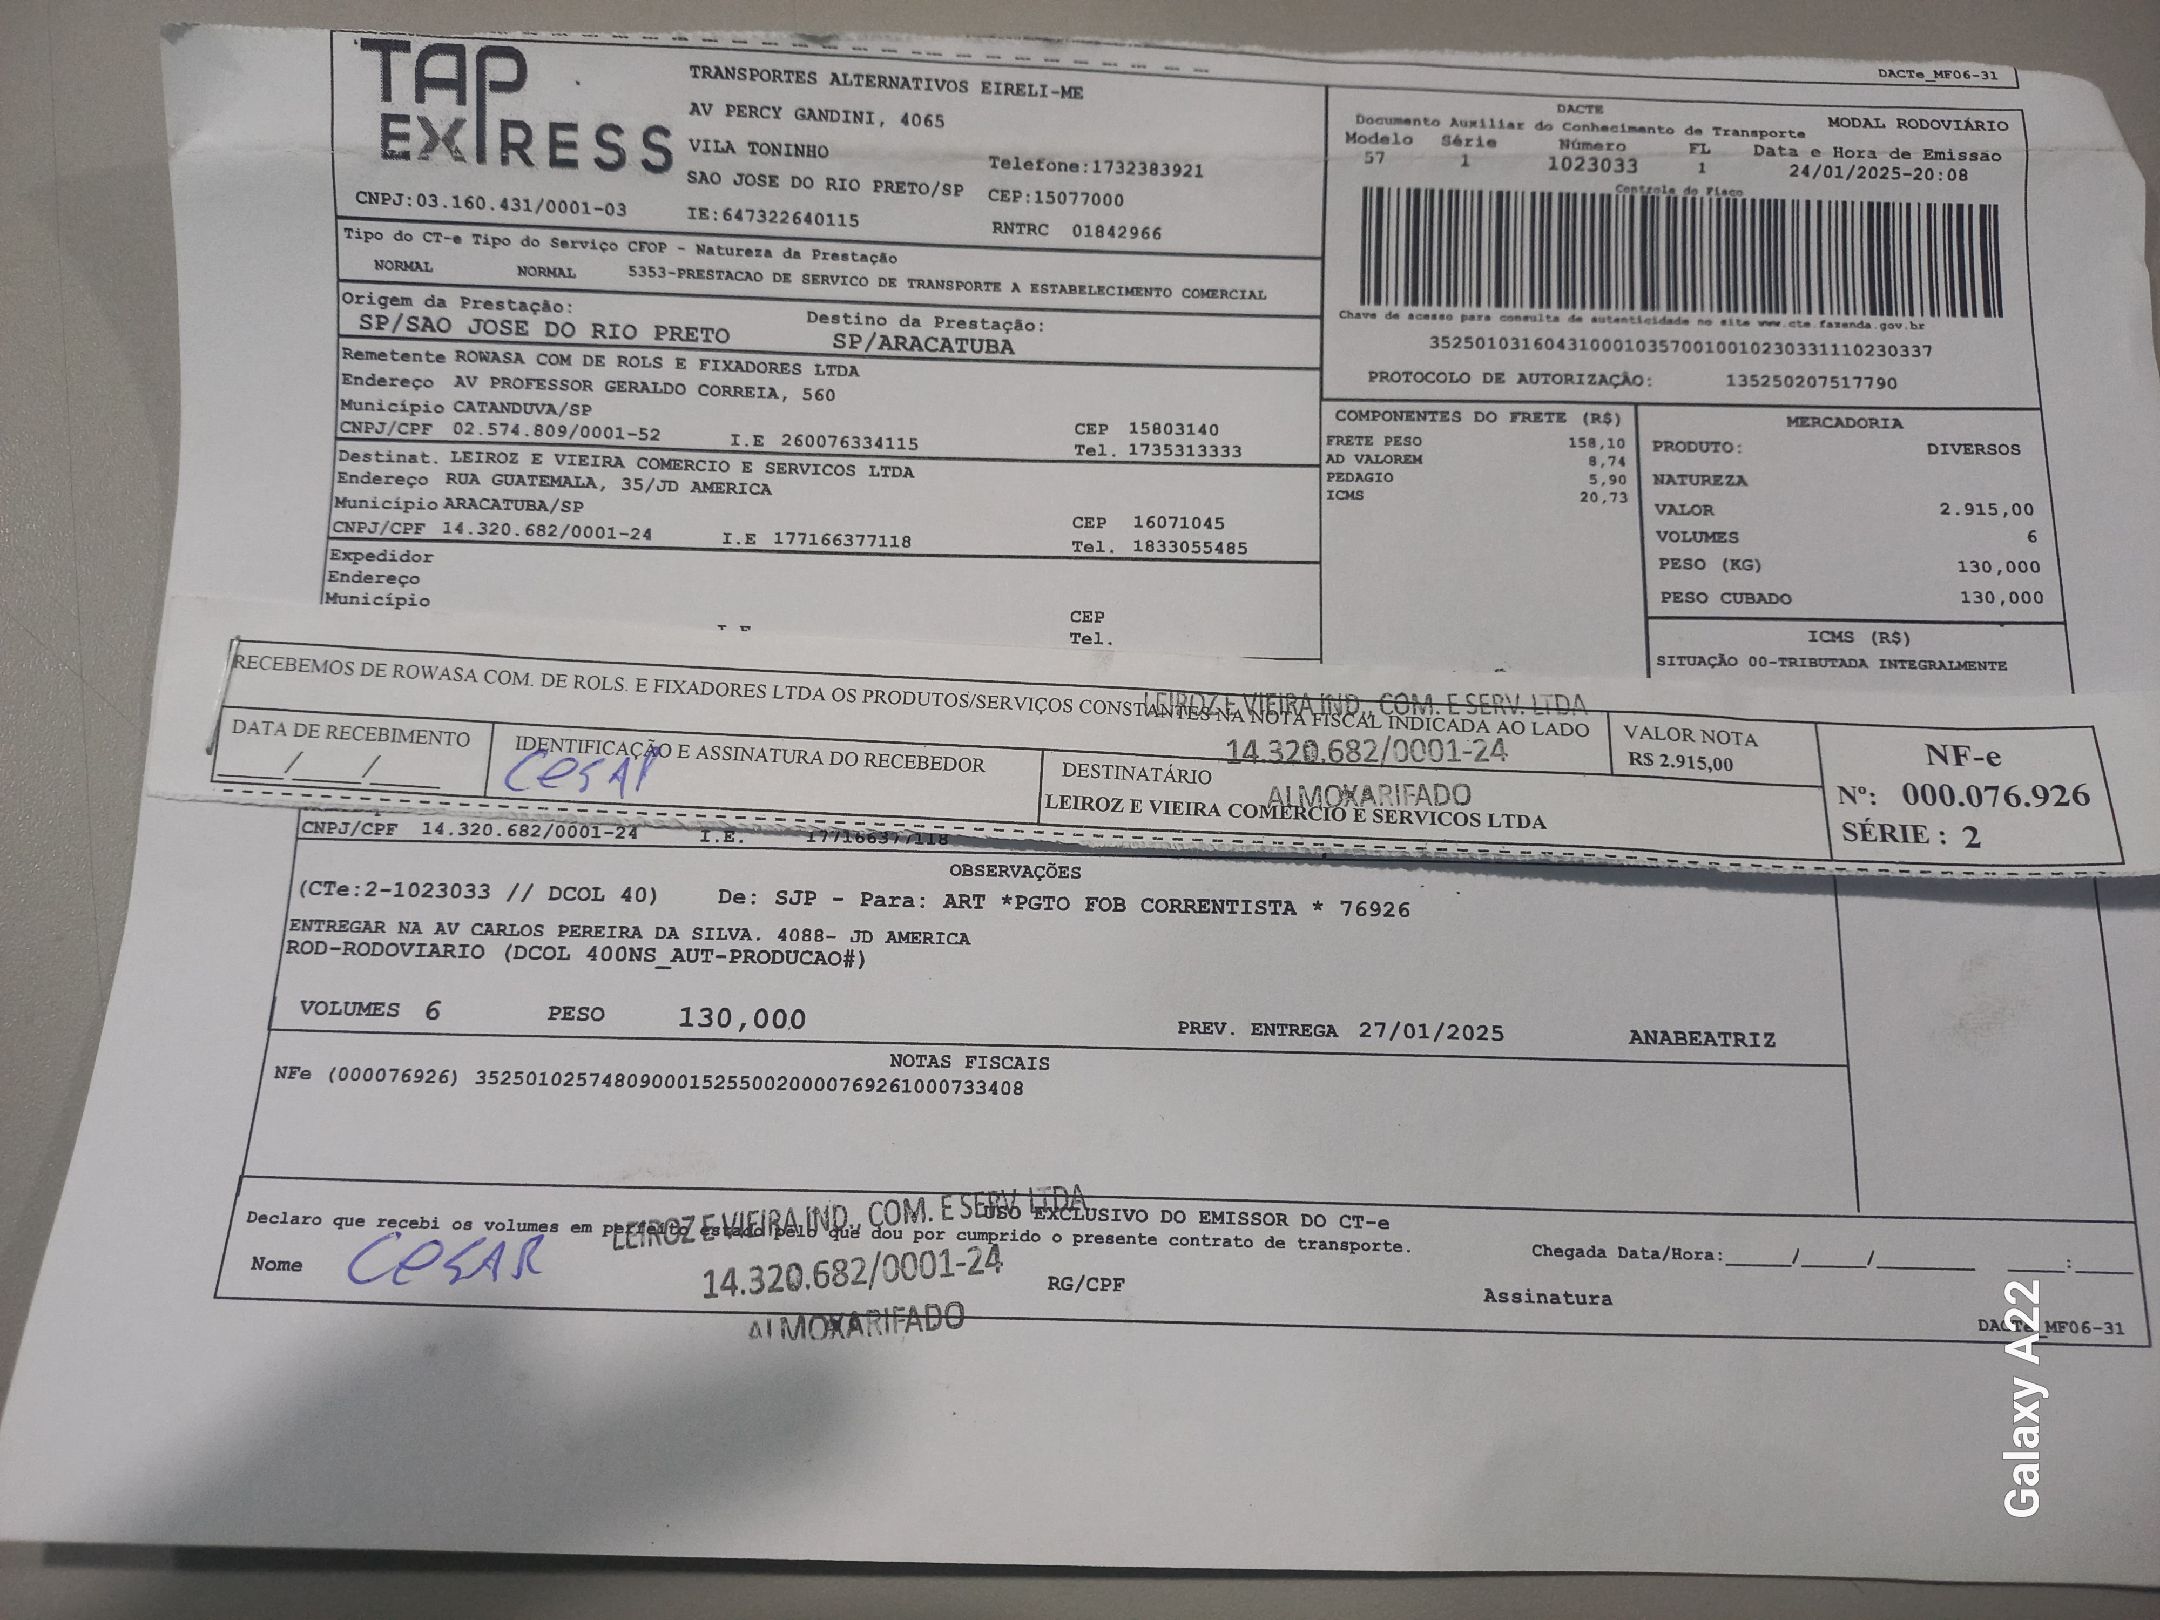 TAP
EXPRESS
TRANSPORTES ALTERNATIVOS EIRELI-ME
AV PERCY GANDINI, 4065
VILA TONINHO
Telefone:1732383921
SAO JOSE DO RIO PRETO/SP CEP:15077000
CNPJ:03.160.431/0001-03 IE:647322640115 RNTRC 01842966
DACTe_MF06-31
DACTE MODAL RODOVIÁRIO
Documento Auxiliar do Conhecimento de Transporte
Modelo Série Número FL Data e Hora de Emissao
57 1 1023033 1 24/01/2025-20:08
Controle do Fisco
Chave de acesso para consulta de autenticidade no site www.cte.fazenda.gov.br
35250103160431000103570010010230331110230337
PROTOCOLO DE AUTORIZAÇÃO: 135250207517790
Tipo do CT-e Tipo do Serviço CFOP - Natureza da Prestação
NORMAL NORMAL 5353-PRESTACAO DE SERVICO DE TRANSPORTE A ESTABELECIMENTO COMERCIAL
Origem da Prestação: Destino da Prestação:
SP/SAO JOSE DO RIO PRETO SP/ARACATUBA
Remetente ROWASA COM DE ROLS E FIXADORES LTDA
Endereço AV PROFESSOR GERALDO CORREIA, 560
Município CATANDUVA/SP CEP 15803140
CNPJ/CPF 02.574.809/0001-52 I.E 260076334115 Tel. 1735313333
Destinat. LEIROZ E VIEIRA COMERCIO E SERVICOS LTDA
Endereço RUA GUATEMALA, 35/JD AMERICA
Município ARACATUBA/SP CEP 16071045
CNPJ/CPF 14.320.682/0001-24 I.E 177166377118 Tel. 1833055485
Expedidor
Endereço
Município CEP
Tel.
COMPONENTES DO FRETE (R$)
FRETE PESO 158,10
AD VALOREM 8,74
PEDAGIO 5,90
ICMS 20,73
MERCADORIA
PRODUTO: DIVERSOS
NATUREZA
VALOR 2.915,00
VOLUMES 6
PESO (KG) 130,000
PESO CUBADO 130,000
ICMS (R$)
SITUAÇÃO 00-TRIBUTADA INTEGRALMENTE
RECEBEMOS DE ROWASA COM. DE ROLS. E FIXADORES LTDA OS PRODUTOS/SERVIÇOS CONSTANTES NA NOTA FISCAL INDICADA AO LADO
LEIROZ E VIEIRA IND., COM. E SERV. LTDA
14.320.682/0001-24
ALMOXARIFADO
DATA DE RECEBIMENTO
___/___/___
IDENTIFICAÇÃO E ASSINATURA DO RECEBEDOR
CESAR
DESTINATÁRIO
LEIROZ E VIEIRA COMERCIO E SERVICOS LTDA
VALOR NOTA
R$ 2.915,00
NF-e
Nº: 000.076.926
SÉRIE : 2
CNPJ/CPF 14.320.682/0001-24 I.E. 177166377118
OBSERVAÇÕES
(CTe:2-1023033 // DCOL 40) De: SJP - Para: ART *PGTO FOB CORRENTISTA * 76926
ENTREGAR NA AV CARLOS PEREIRA DA SILVA. 4088- JD AMERICA
ROD-RODOVIARIO (DCOL 400NS_AUT-PRODUCAO#)
VOLUMES 6 PESO 130,000 PREV. ENTREGA 27/01/2025 ANABEATRIZ
NOTAS FISCAIS
NFe (000076926) 35250102574809000152550020000769261000733408
USO EXCLUSIVO DO EMISSOR DO CT-e
Declaro que recebi os volumes em perfeito estado pelo que dou por cumprido o presente contrato de transporte.
Chegada Data/Hora:____/____/____ ____:____
LEIROZ E VIEIRA IND., COM. E SERV. LTDA
14.320.682/0001-24
ALMOXARIFADO
Nome CESAR RG/CPF Assinatura
DACTe_MF06-31
Galaxy A22